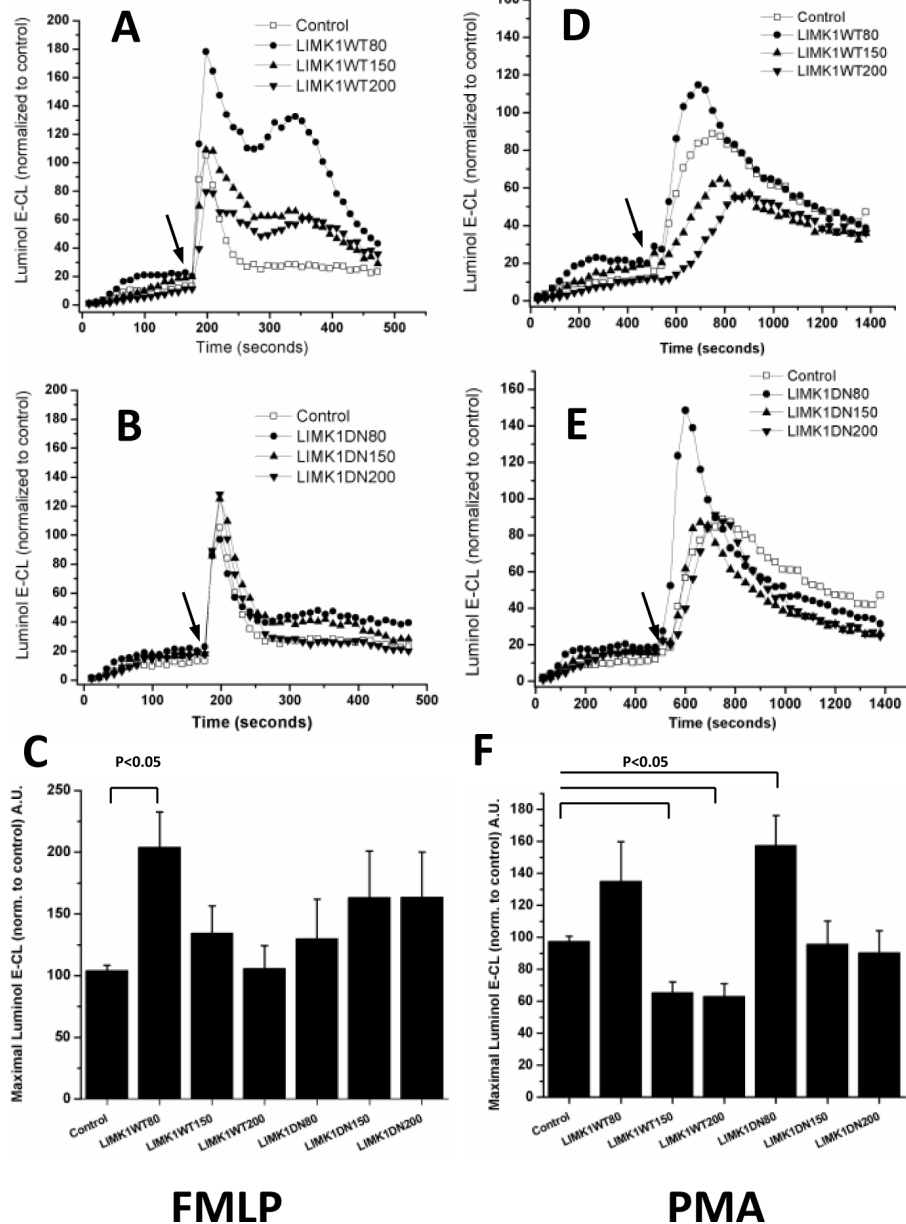 A
Control
LIMK1WT80
LIMK1WT150
LIMK1WT200
Luminol E-CL (normalized to control)
200
180
160
140
120
100
80
60
40
20
0
0 100 200 300 400 500
Time (seconds)
B
Control
LIMK1DN80
LIMK1DN150
LIMK1DN200
Luminol E-CL (normalized to control)
200
180
160
140
120
100
80
60
40
20
0
0 100 200 300 400 500
Time (seconds)
C
P<0.05
Maximal Luminol E-CL (norm. to control) A.U.
250
200
150
100
50
0
Control
LIMK1WT80
LIMK1WT150
LIMK1WT200
LIMK1DN80
LIMK1DN150
LIMK1DN200
FMLP
D
Control
LIMK1WT80
LIMK1WT150
LIMK1WT200
Luminol E-CL (normalized to control)
160
140
120
100
80
60
40
20
0
0 200 400 600 800 1000 1200 1400
Time (seconds)
E
Control
LIMK1DN80
LIMK1DN150
LIMK1DN200
Luminol E-CL (normalized to control)
160
140
120
100
80
60
40
20
0
0 200 400 600 800 1000 1200 1400
Time (seconds)
F
P<0.05
Maximal Luminol E-CL (norm. to control) A.U.
180
160
140
120
100
80
60
40
20
0
Control
LIMK1WT80
LIMK1WT150
LIMK1WT200
LIMK1DN80
LIMK1DN150
LIMK1DN200
PMA